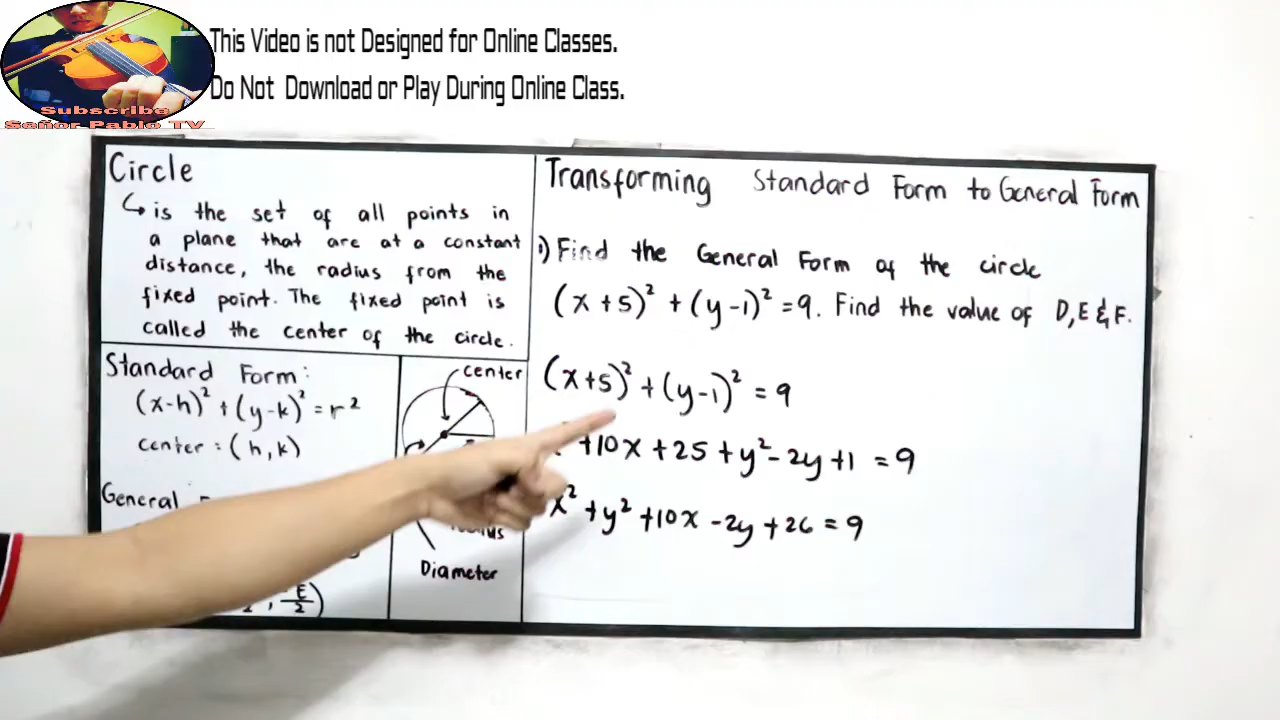 This Video is not Designed for Online Classes.
Do Not Download or Play During Online Class.
Subscribe
Señor Pablo TV
Circle
↳ is the set of all points in
a plane that are at a constant
distance, the radius from the
fixed point. The fixed point is
called the center of the circle.
Standard Form:
(x-h)² + (y-k)² = r²
center : (h, k)
General
, -E/2)
center
Diameter
Transforming Standard Form to General Form
1) Find the General Form of the circle
(x+5)² + (y-1)² = 9. Find the value of D, E & F.
(x+5)² + (y-1)² = 9
+10x + 25 + y² - 2y + 1 = 9
x² + y² + 10x - 2y + 26 = 9